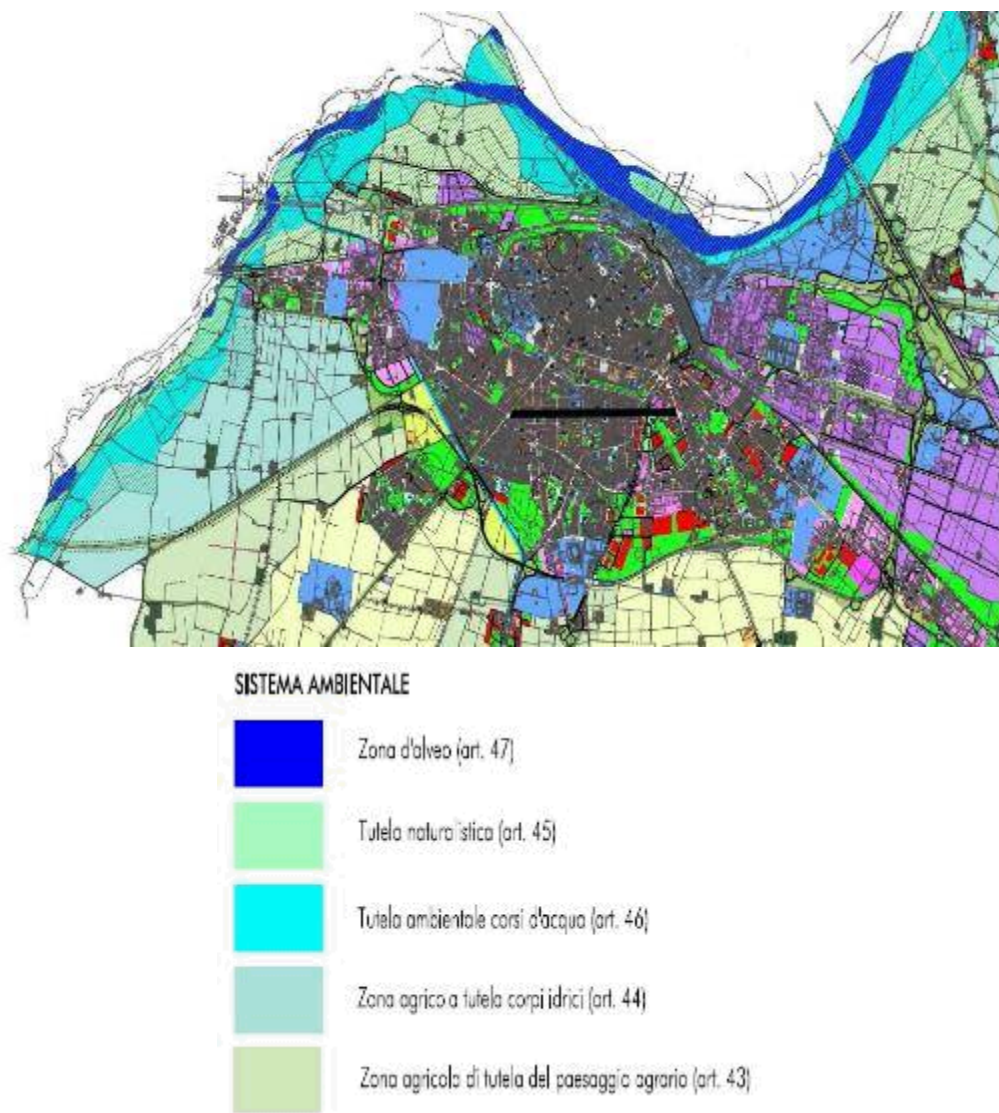 SISTEMA AMBIENTALE
Zona d'alveo (art. 47)
Tutela naturalistica (art. 45)
Tutela ambientale corsi d'acqua (art. 46)
Zona agricola tutela corpi idrici (art. 44)
Zona agricola di tutela del paesaggio agrario (art. 43)